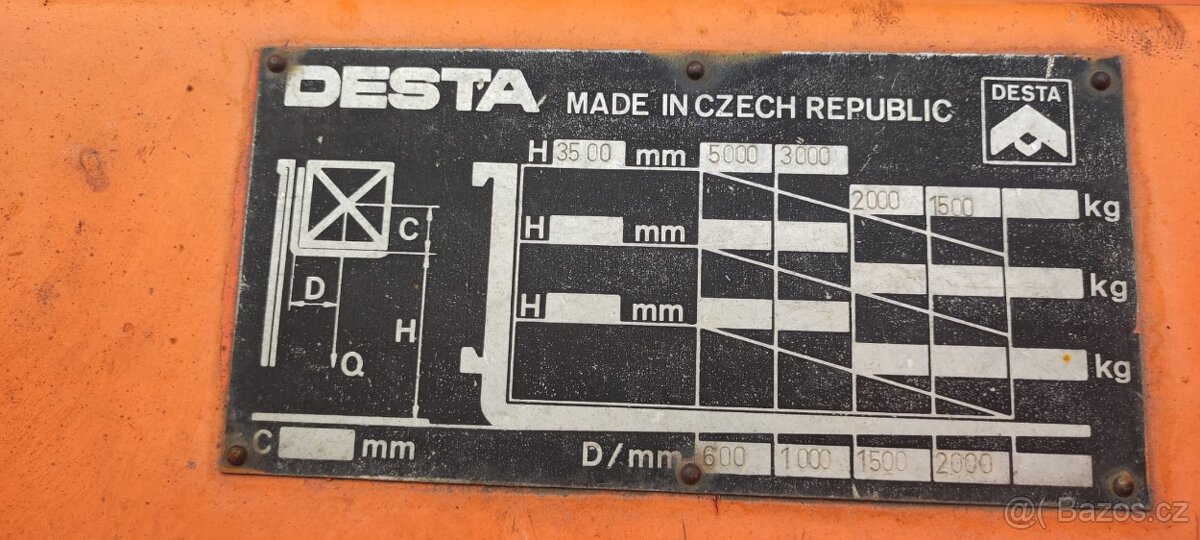 DESTA MADE IN CZECH REPUBLIC DESTA
H 3500 mm 5000 3000
2000 1500 kg
C
H mm
D
kg
H
H mm
Q
kg
C mm D/mm 600 1000 1500 2000
@( Bazos.cz